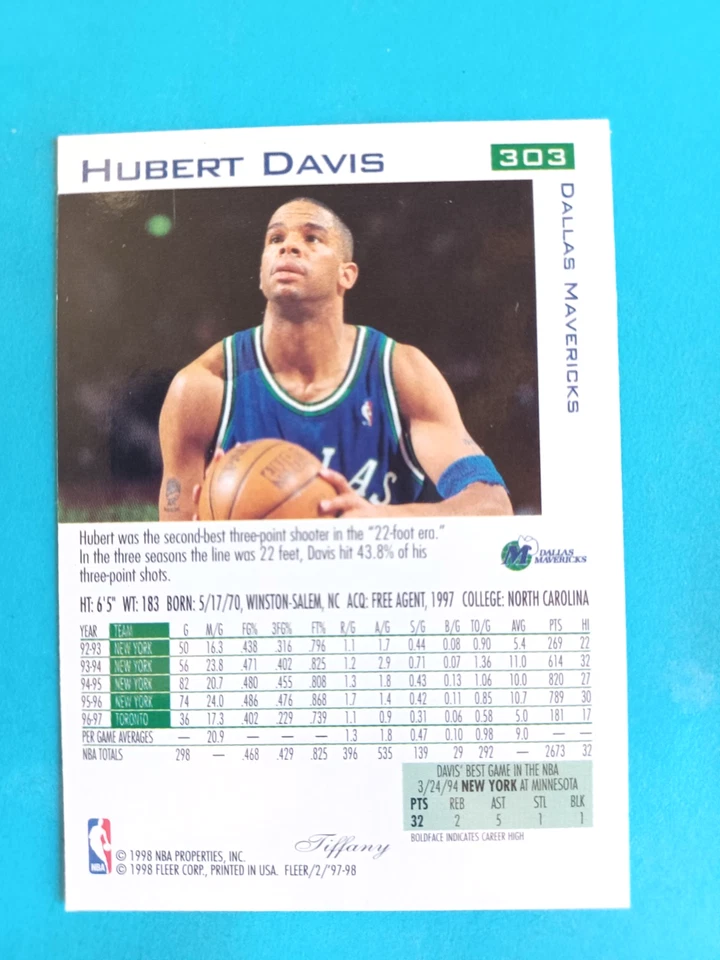 HUBERT DAVIS
303
DALLAS MAVERICKS
LAS
Hubert was the second-best three-point shooter in the "22-foot era."
In the three seasons the line was 22 feet, Davis hit 43.8% of his
three-point shots.
M DALLAS MAVERICKS
HT: 6'5" WT: 183 BORN: 5/17/70, WINSTON-SALEM, NC ACQ: FREE AGENT, 1997 COLLEGE: NORTH CAROLINA
YEAR TEAM G M/G FG% 3FG% FT% R/G A/G S/G B/G TO/G AVG PTS HI
92-93 NEW YORK 50 16.3 .438 .316 .796 1.1 1.7 0.44 0.08 0.90 5.4 269 22
93-94 NEW YORK 56 23.8 .471 .402 .825 1.2 2.9 0.71 0.07 1.36 11.0 614 32
94-95 NEW YORK 82 20.7 .480 .455 .808 1.3 1.8 0.43 0.13 1.06 10.0 820 27
95-96 NEW YORK 74 24.0 .486 .476 .868 1.7 1.4 0.42 0.11 0.85 10.7 789 30
96-97 TORONTO 36 17.3 .402 .229 .739 1.1 0.9 0.31 0.06 0.58 5.0 181 17
PER GAME AVERAGES — 20.9 — — — 1.3 1.8 0.47 0.10 0.98 9.0 — —
NBA TOTALS 298 — .468 .429 .825 396 535 139 29 292 — 2673 32
DAVIS' BEST GAME IN THE NBA
3/24/94 NEW YORK AT MINNESOTA
PTS REB AST STL BLK
32 2 5 1 1
BOLDFACE INDICATES CAREER HIGH
Tiffany
NBA
© 1998 NBA PROPERTIES, INC.
© 1998 FLEER CORP., PRINTED IN USA. FLEER/2/'97-98